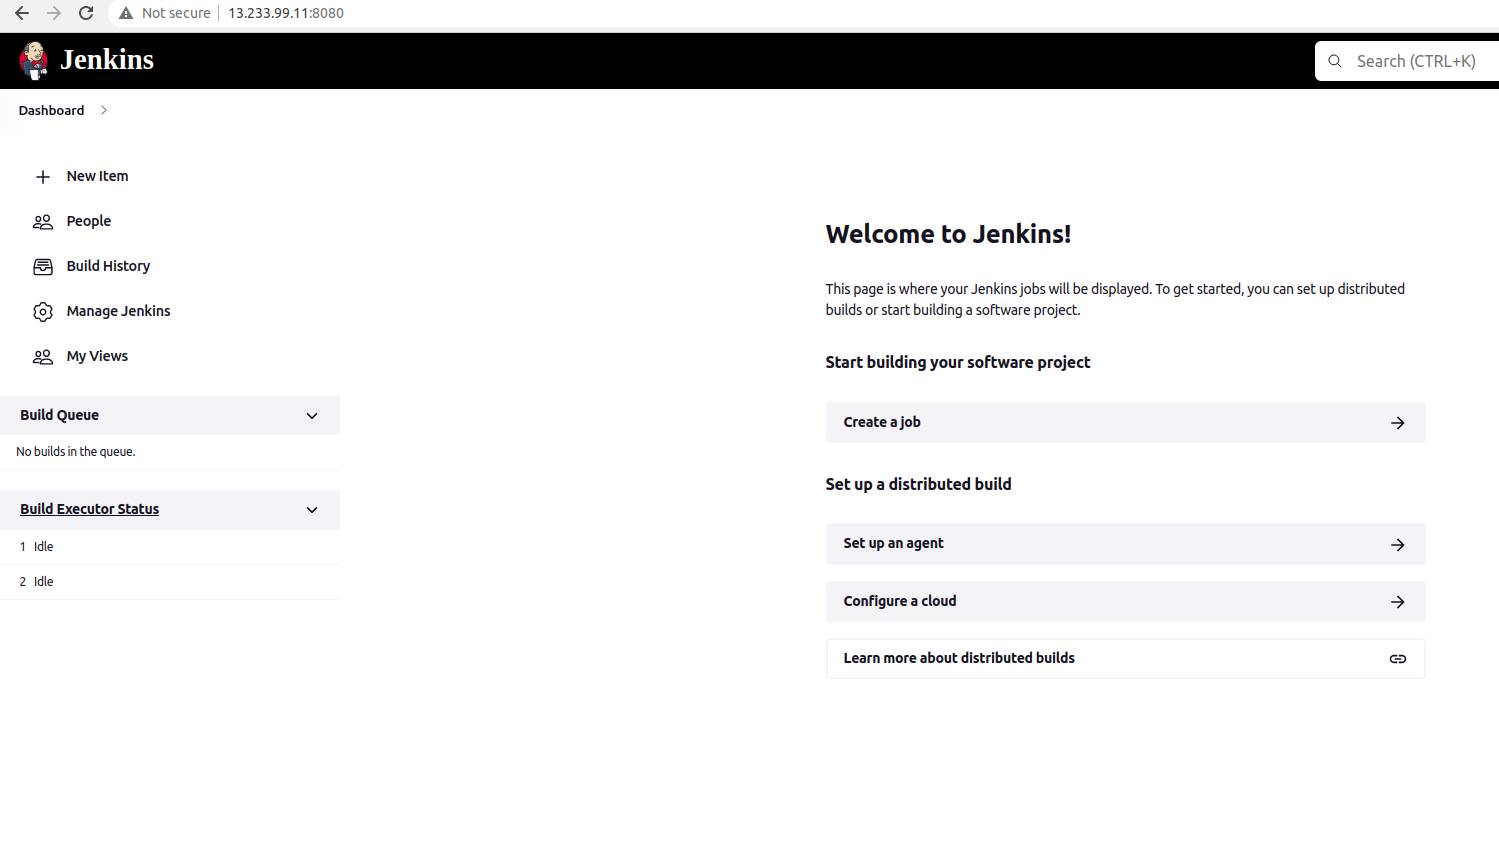 Not secure 13.233.99.11:8080
Jenkins
Search (CTRL+K)
Dashboard
New Item
People
Build History
Manage Jenkins
My Views
Build Queue
No builds in the queue.
Build Executor Status
1 Idle
2 Idle
Welcome to Jenkins!
This page is where your Jenkins jobs will be displayed. To get started, you can set up distributed
builds or start building a software project.
Start building your software project
Create a job
Set up a distributed build
Set up an agent
Configure a cloud
Learn more about distributed builds